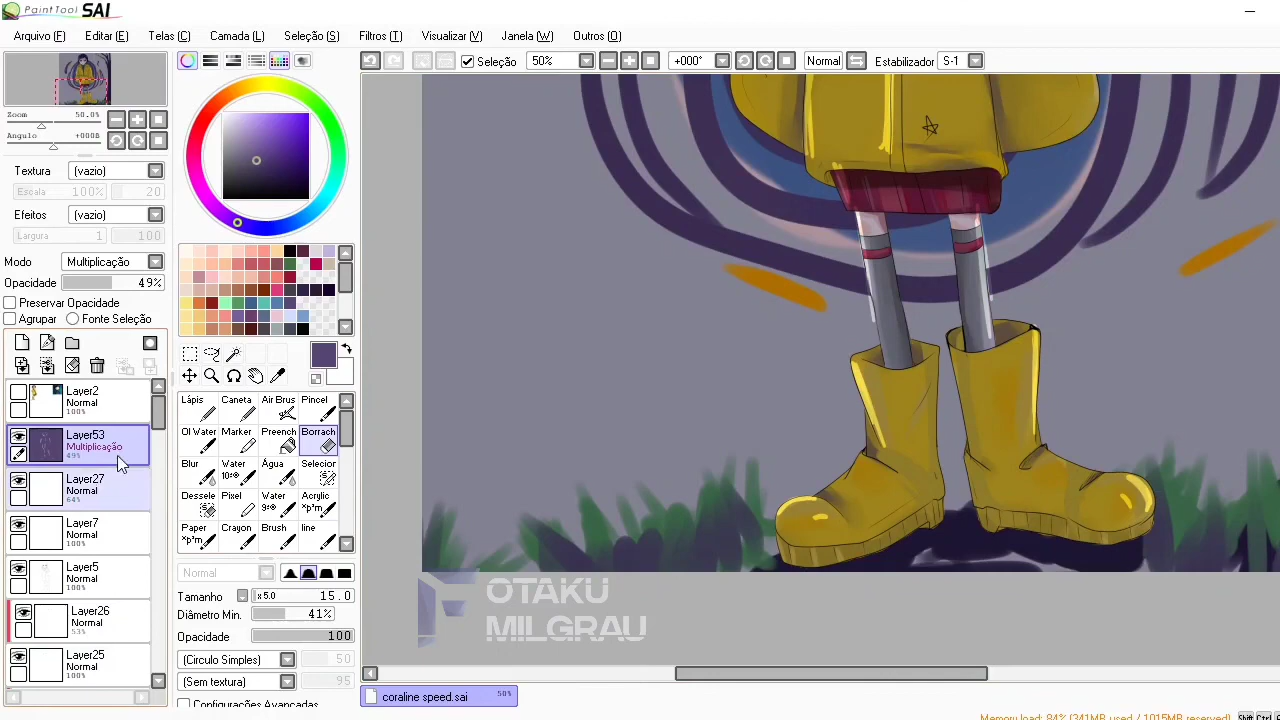 PaintTool SAI
Arquivo (F) Editar (E) Telas (C) Camada (L) Seleção (S) Filtros (T) Visualizar (V) Janela (W) Outros (O)
Seleção 50% +000° Normal Estabilizador S-1
Zoom 50.0%
Angulo +000ß
Textura (vazio)
Escala 100% 20
Efeitos (vazio)
Largura 1 100
Modo Multiplicação
49%
Preservar Opacidade
Agrupar Fonte Seleção
Layer2
Normal
100%
Layer53
Multiplicação
49%
Layer27
Normal
64%
Layer7
Normal
100%
Layer5
Normal
100%
Layer26
Normal
53%
Layer25
Normal
100%
Lápis Caneta Air Brus Pincel
Ol Water Marker Preench Borrach
Blur Water Água Selecior
Dessele Pixel Water Acrylic
Paper Crayon Brush line
Normal
Tamanho x 5.0 15.0
Diâmetro Min. 41%
Opacidade 100
(Circulo Simples) 50
(Sem textura) 95
Configurações Avançadas
OTAKU
MILGRAU
coraline speed.sai 50%
Memory load: 84% (341MB used / 1015MB reserved)